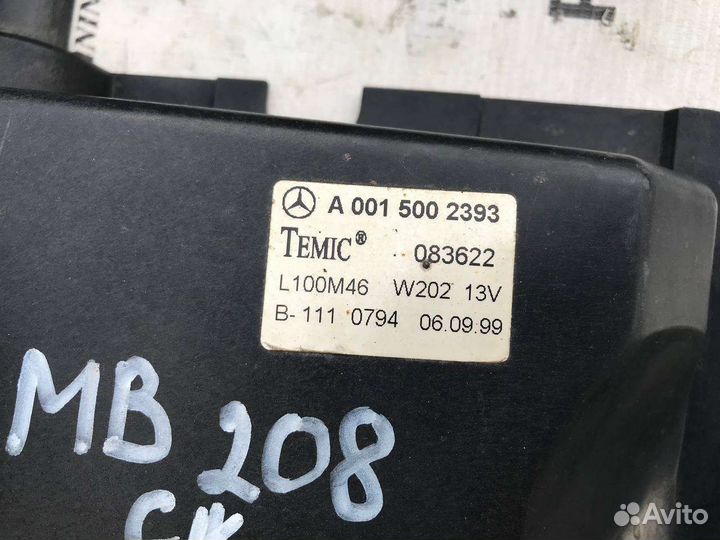 A 001 500 2393
TEMIC® 083622
L100M46 W202 13V
B- 111 0794 06.09.99
MB 208
Avito